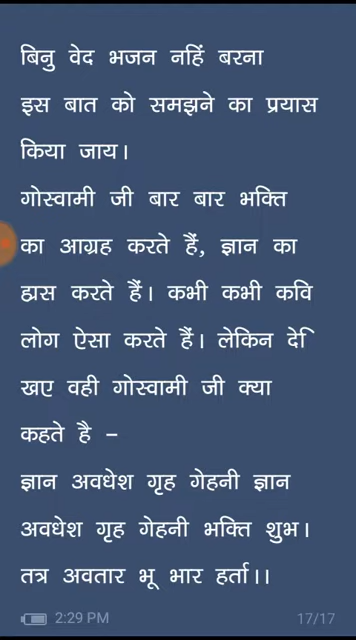 बिनु वेद भजन नहिं बरना
इस बात को समझने का प्रयास
किया जाय।
गोस्वामी जी बार बार भक्ति
का आग्रह करते हैं, ज्ञान का
ह्मस करते हैं। कभी कभी कवि
लोग ऐसा करते हैं। लेकिन दे‌ि
खए वही गोस्वामी जी क्या
कहते है –
ज्ञान अवधेश गृह गेहनी ज्ञान
अवधेश गृह गेहनी भक्ति शुभ।
तत्र अवतार भू भार हर्ता।।
2:29 PM 17/17